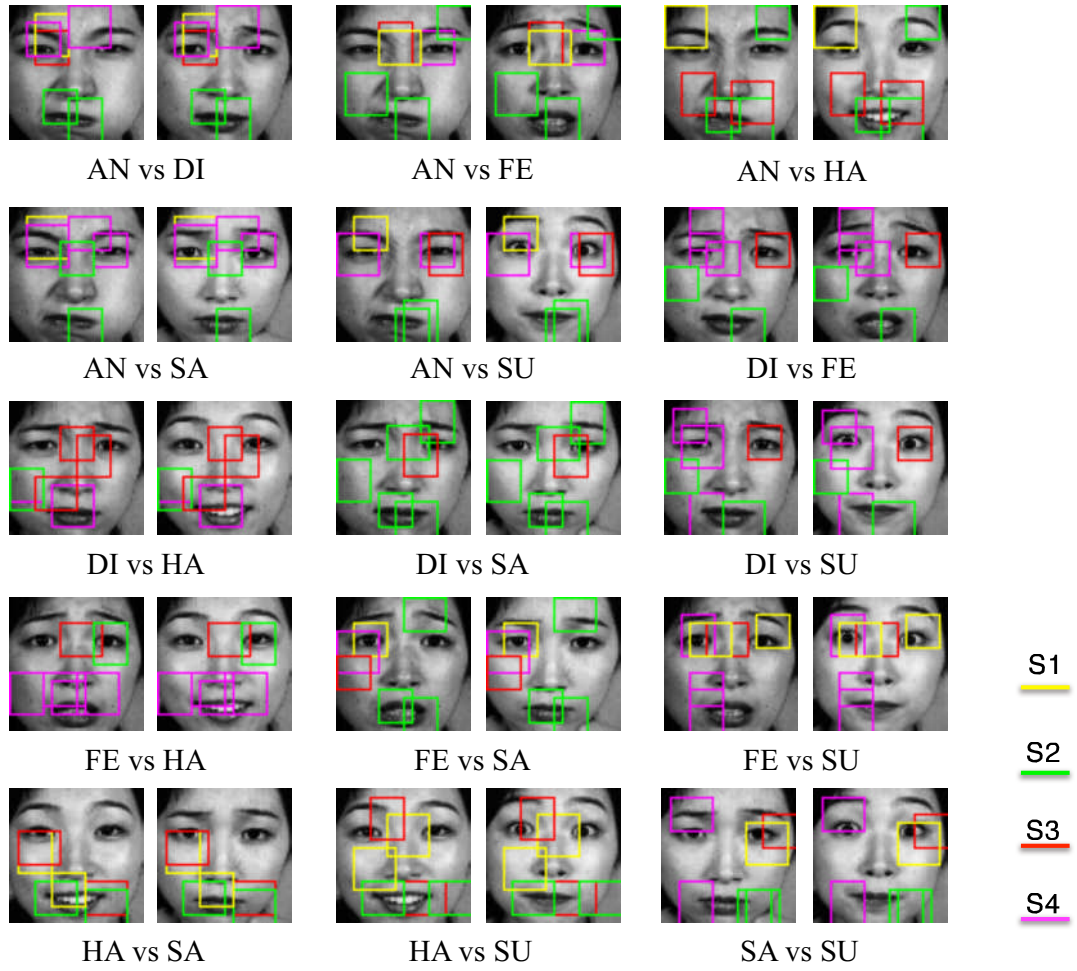 AN vs DI
AN vs FE
AN vs HA
AN vs SA
AN vs SU
DI vs FE
DI vs HA
DI vs SA
DI vs SU
FE vs HA
FE vs SA
FE vs SU
S1
S2
HA vs SA
HA vs SU
SA vs SU
S3
S4